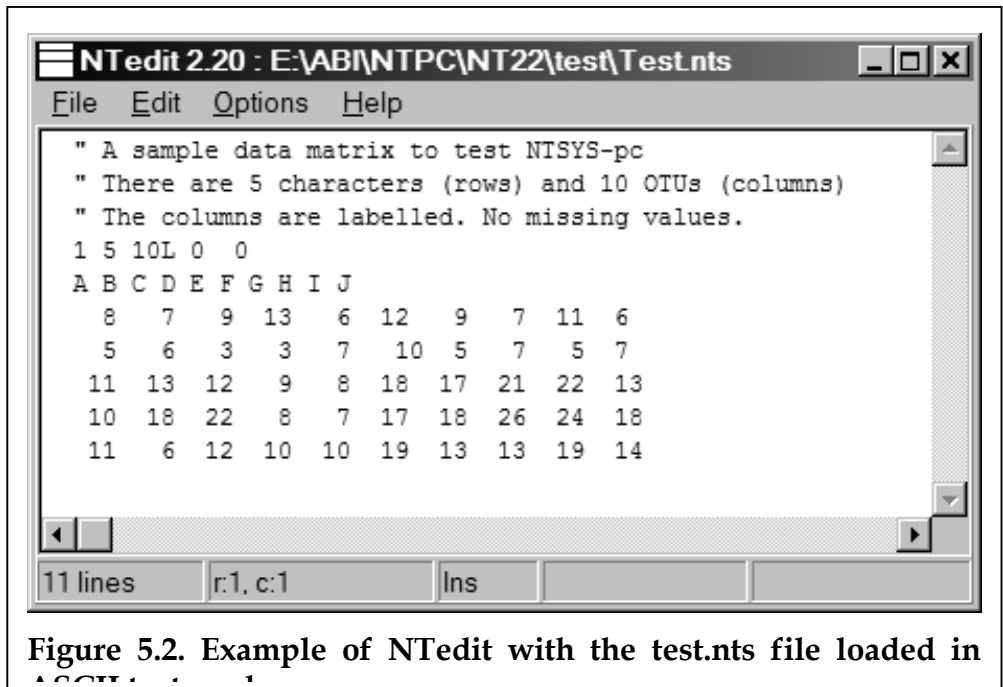 NTedit 2.20 : E:\ABI\NTPC\NT22\test\Test.nts
File Edit Options Help
" A sample data matrix to test NTSYS-pc
" There are 5 characters (rows) and 10 OTUs (columns)
" The columns are labelled. No missing values.
1 5 10L 0 0
A B C D E F G H I J
8 7 9 13 6 12 9 7 11 6
5 6 3 3 7 10 5 7 5 7
11 13 12 9 8 18 17 21 22 13
10 18 22 8 7 17 18 26 24 18
11 6 12 10 10 19 13 13 19 14
11 lines r:1, c:1 Ins
Figure 5.2. Example of NTedit with the test.nts file loaded in